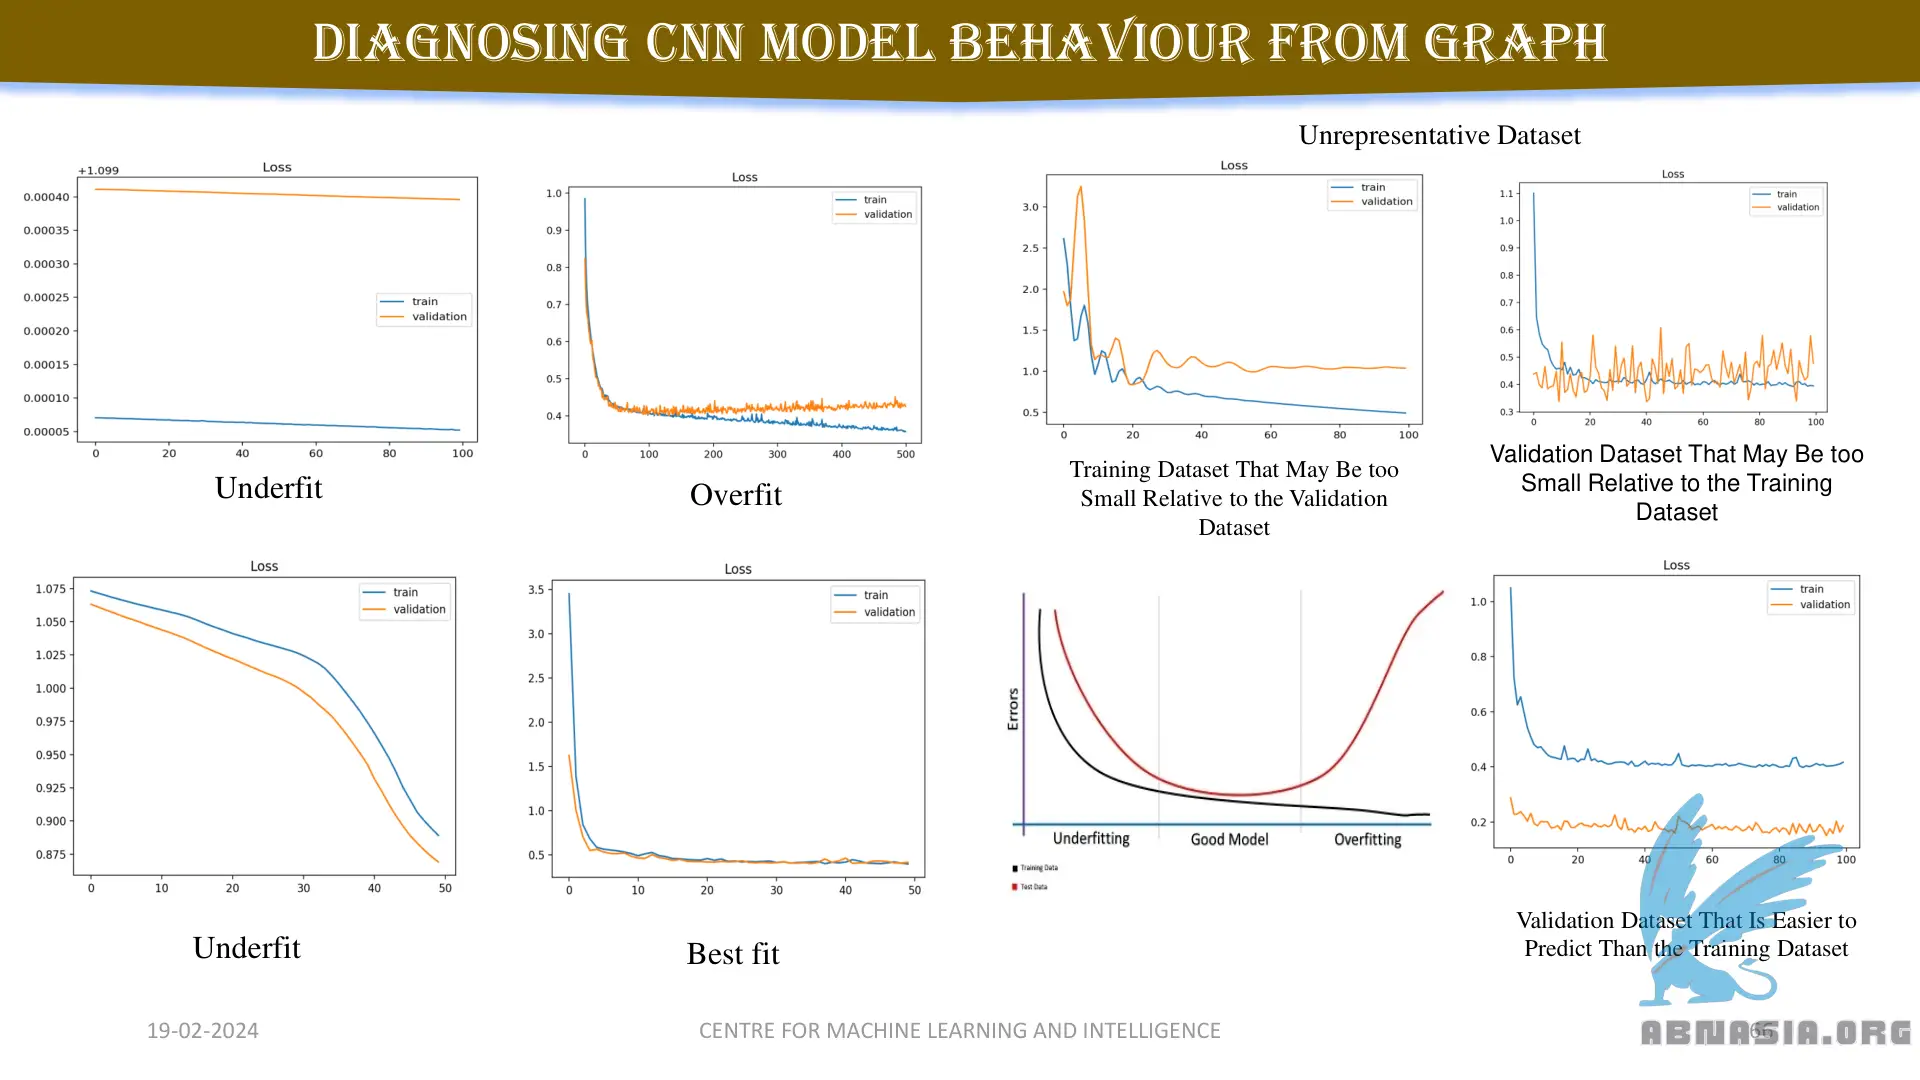 DIAGNOSING CNN MODEL BEHAVIOUR FROM GRAPH
Unrepresentative Dataset
+1.099
Loss
0.00040
0.00035
0.00030
0.00025
0.00020
0.00015
0.00010
0.00005
train
validation
0 20 40 60 80 100
Underfit
Loss
1.0
0.9
0.8
0.7
0.6
0.5
0.4
train
validation
0 100 200 300 400 500
Overfit
Loss
3.0
2.5
2.0
1.5
1.0
0.5
train
validation
0 20 40 60 80 100
Training Dataset That May Be too
Small Relative to the Validation
Dataset
Loss
1.1
1.0
0.9
0.8
0.7
0.6
0.5
0.4
0.3
train
validation
0 20 40 60 80 100
Validation Dataset That May Be too
Small Relative to the Training
Dataset
Loss
1.075
1.050
1.025
1.000
0.975
0.950
0.925
0.900
0.875
train
validation
0 10 20 30 40 50
Underfit
Loss
3.5
3.0
2.5
2.0
1.5
1.0
0.5
train
validation
0 10 20 30 40 50
Best fit
Errors
Underfitting Good Model Overfitting
Training Data
Test Data
Loss
1.0
0.8
0.6
0.4
0.2
train
validation
0 20 40 60 80 100
Validation Dataset That Is Easier to
Predict Than the Training Dataset
19-02-2024
CENTRE FOR MACHINE LEARNING AND INTELLIGENCE
ABNASIA.ORG